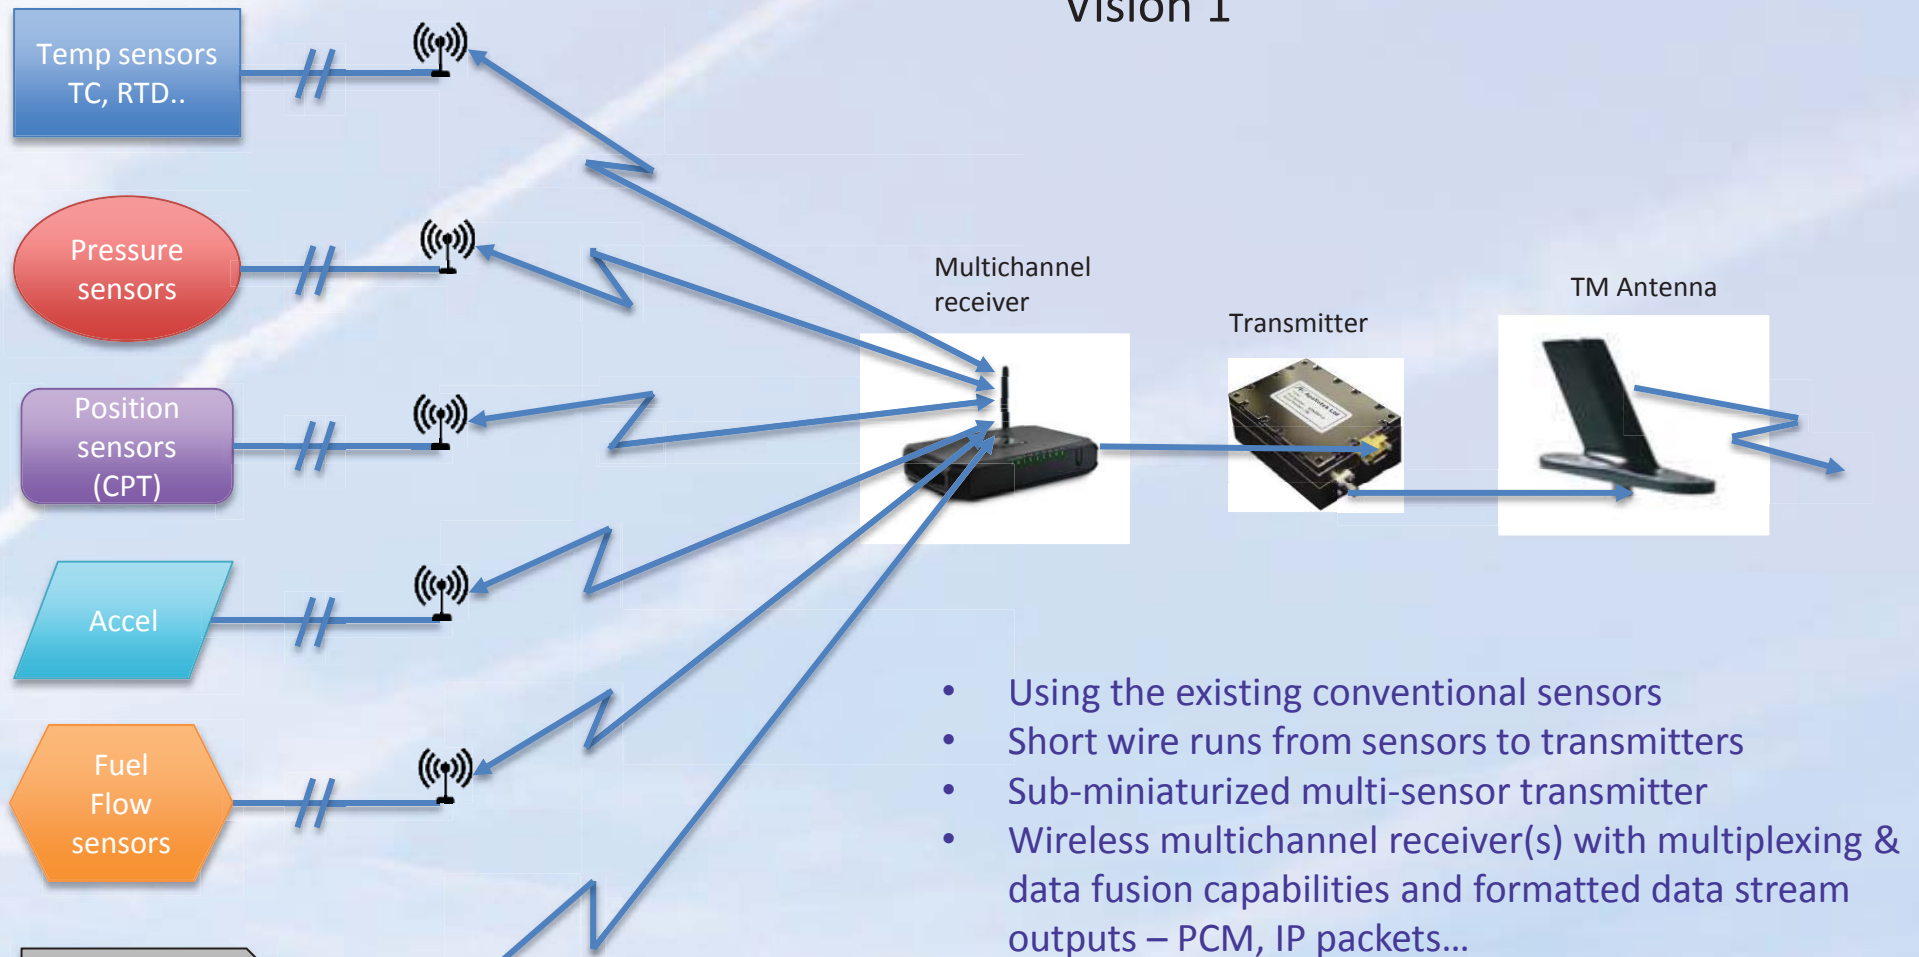 Vision 1
Temp sensors
TC, RTD..
Pressure
sensors
Position
sensors
(CPT)
Accel
Fuel
Flow
sensors
Multichannel
receiver
Transmitter
TM Antenna
• Using the existing conventional sensors
• Short wire runs from sensors to transmitters
• Sub-miniaturized multi-sensor transmitter
• Wireless multichannel receiver(s) with multiplexing &
data fusion capabilities and formatted data stream
outputs – PCM, IP packets…